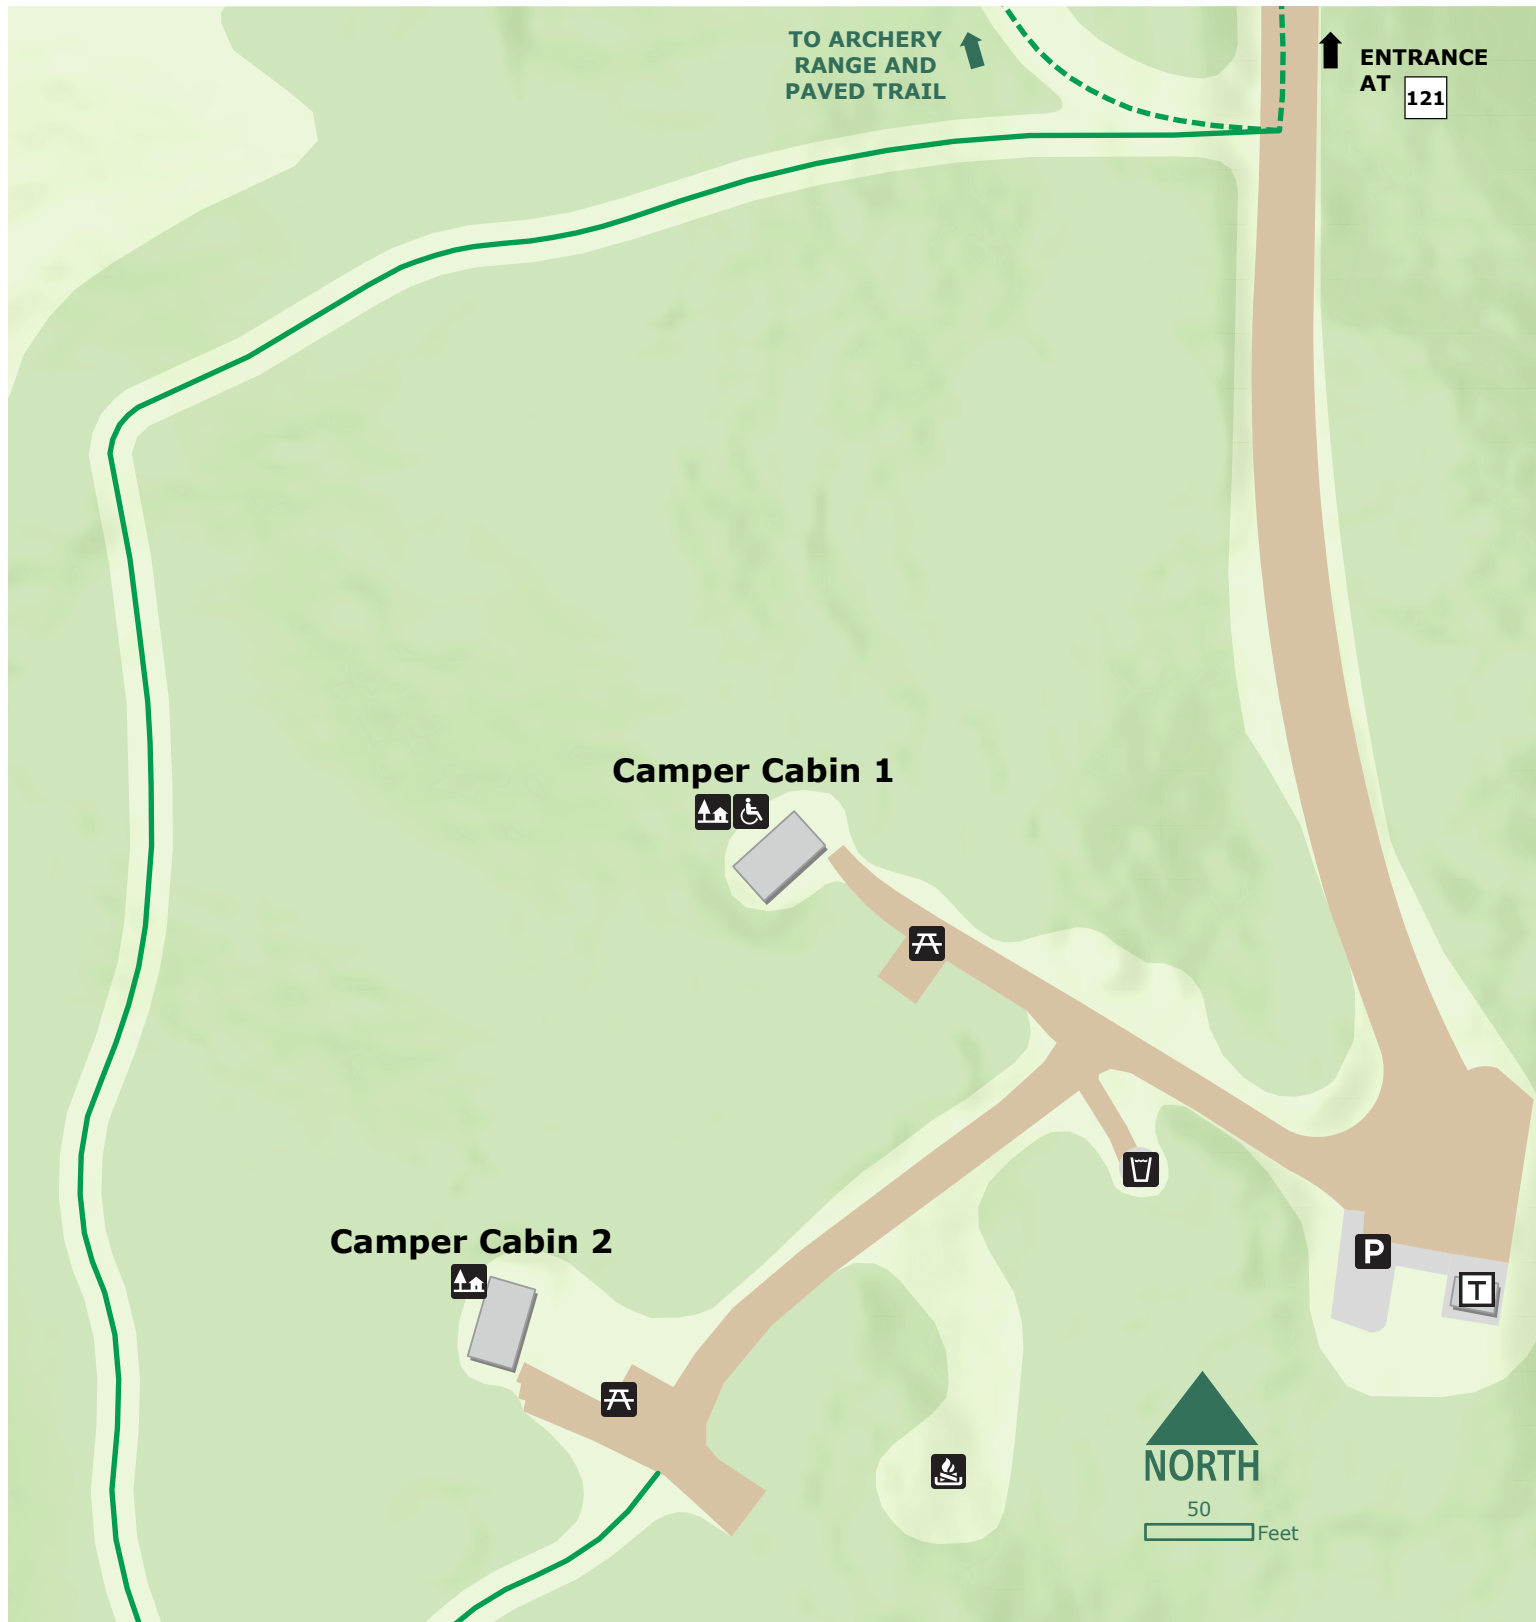 TO ARCHERY
RANGE AND
PAVED TRAIL
ENTRANCE
AT 121
Camper Cabin 1
Camper Cabin 2
P
T
NORTH
50
Feet